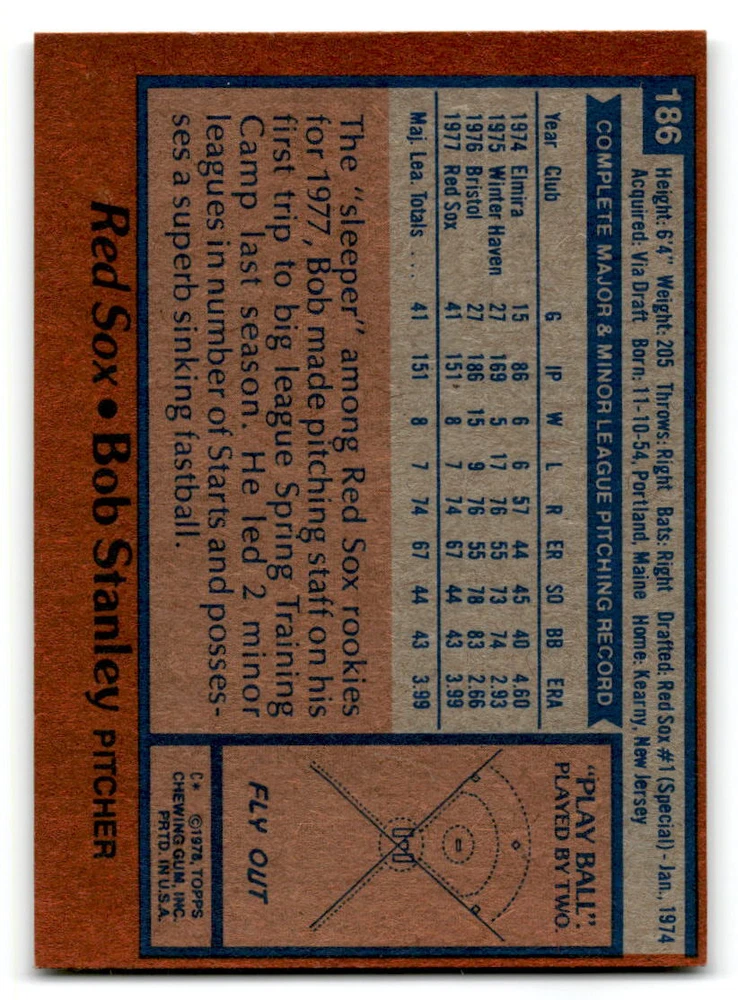 186
Height: 6'4" Weight: 205 Throws: Right Bats: Right Drafted: Red Sox #1 (Special) - Jan., 1974
Acquired: Via Draft Born: 11-10-54, Portland, Maine Home: Kearny, New Jersey
COMPLETE MAJOR & MINOR LEAGUE PITCHING RECORD
Year Club G IP W L R ER SO BB ERA
1974 Elmira 15 86 6 6 57 44 45 40 4.60
1975 Winter Haven 27 169 5 17 76 55 73 74 2.93
1976 Bristol 27 186 15 9 76 55 78 83 2.66
1977 Red Sox 41 151 8 7 74 67 44 43 3.99
Maj. Lea. Totals .... 41 151 8 7 74 67 44 43 3.99
The "sleeper" among Red Sox rookies
for 1977, Bob made pitching staff on his
first trip to big league Spring Training
Camp last season. He led 2 minor
leagues in number of Starts and posses-
ses a superb sinking fastball.
"PLAY BALL"
PLAYED BY TWO.
FLY OUT
C* ©1978, TOPPS
CHEWING GUM, INC.
PRTD. IN U.S.A.
Red Sox • Bob Stanley PITCHER